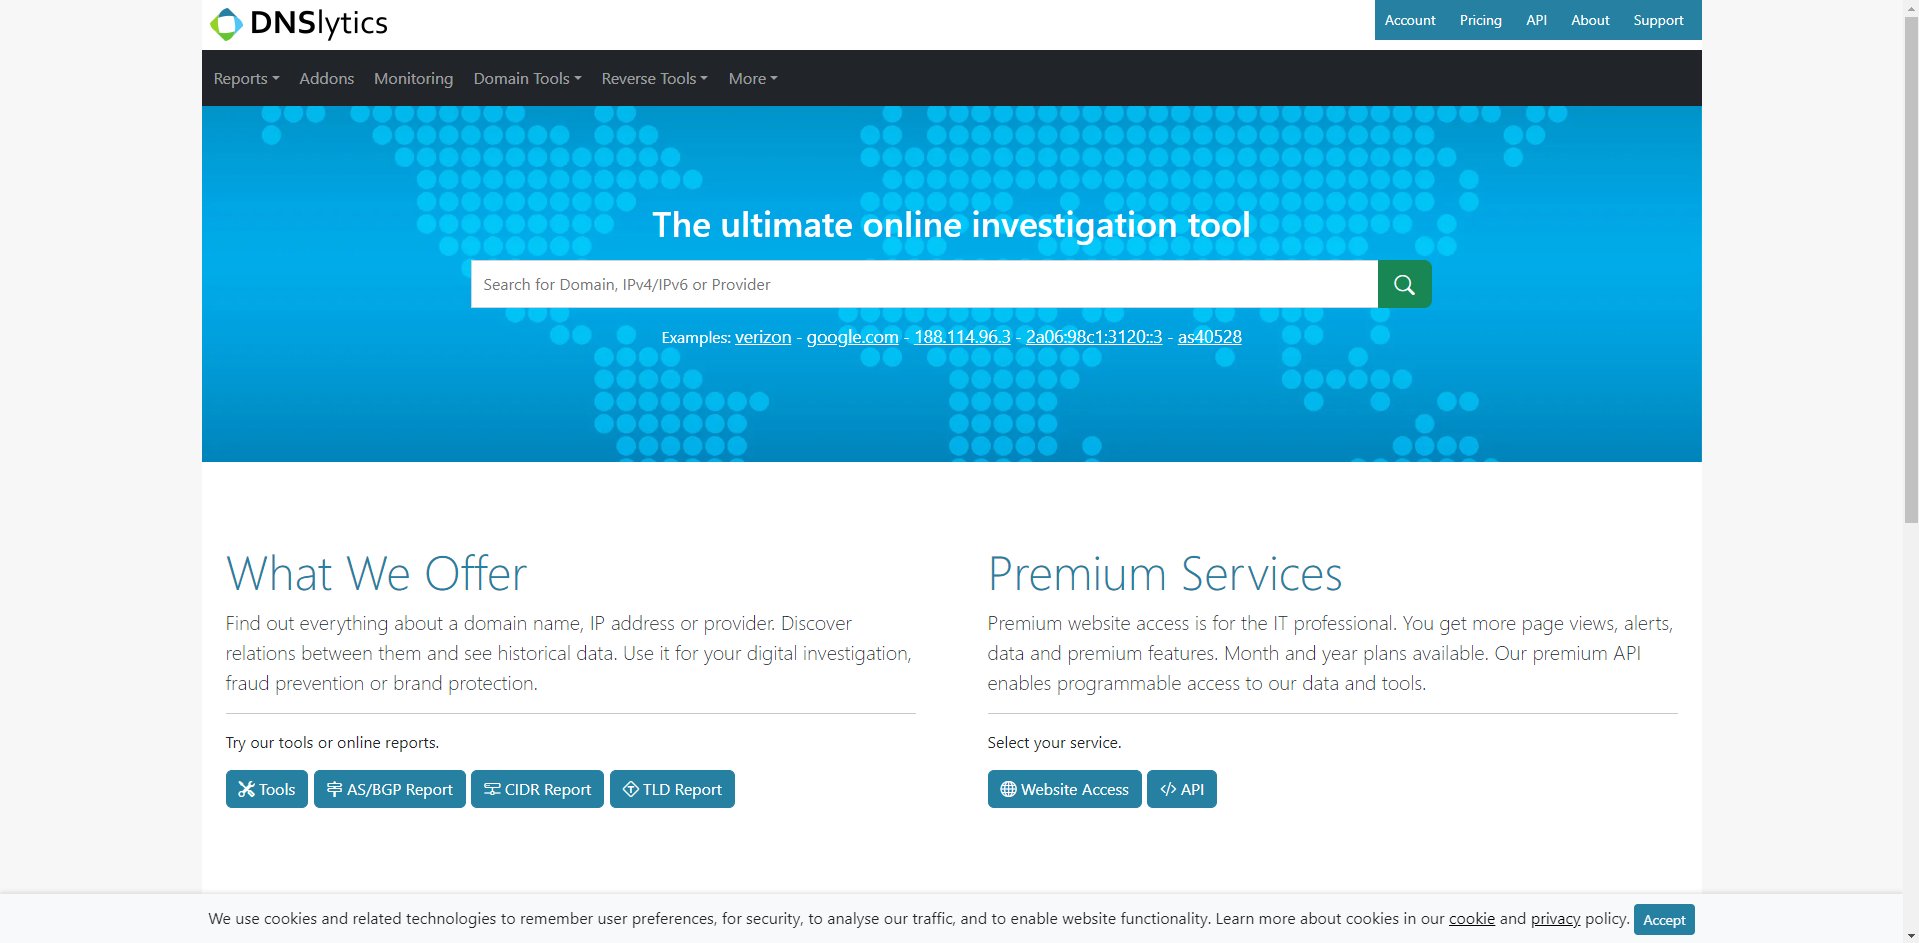 DNSlytics
Account Pricing API About Support
Reports Addons Monitoring Domain Tools Reverse Tools More
The ultimate online investigation tool
Search for Domain, IPv4/IPv6 or Provider
Examples: verizon - google.com - 188.114.96.3 - 2a06:98c1:3120::3 - as40528
What We Offer
Find out everything about a domain name, IP address or provider. Discover
relations between them and see historical data. Use it for your digital investigation,
fraud prevention or brand protection.
Try our tools or online reports.
Tools AS/BGP Report CIDR Report TLD Report
Premium Services
Premium website access is for the IT professional. You get more page views, alerts,
data and premium features. Month and year plans available. Our premium API
enables programmable access to our data and tools.
Select your service.
Website Access API
We use cookies and related technologies to remember user preferences, for security, to analyse our traffic, and to enable website functionality. Learn more about cookies in our cookie and privacy policy. Accept